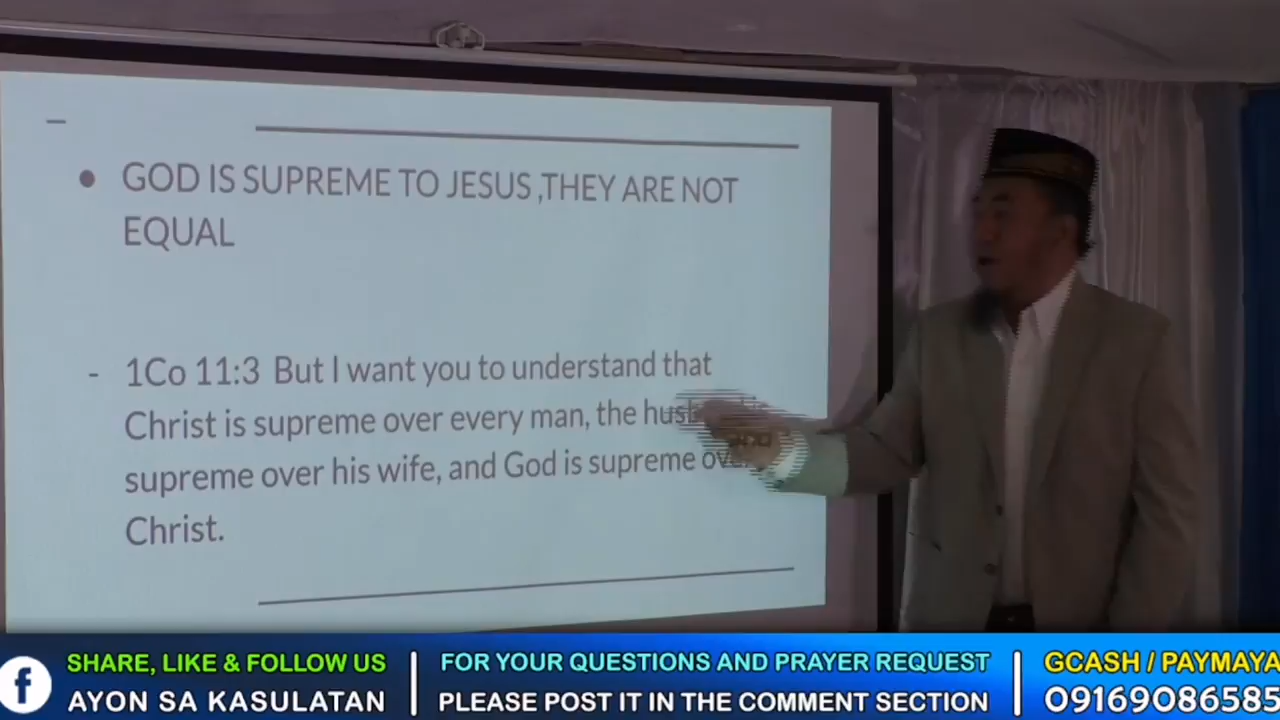 GOD IS SUPREME TO JESUS ,THEY ARE NOT
EQUAL
- 1Co 11:3 But I want you to understand that
Christ is supreme over every man, the
supreme over his wife, and God is supreme
Christ.
SHARE, LIKE & FOLLOW US
AYON SA KASULATAN
FOR YOUR QUESTIONS AND PRAYER REQUEST
PLEASE POST IT IN THE COMMENT SECTION
GCASH / PAYMAYA
09169086585